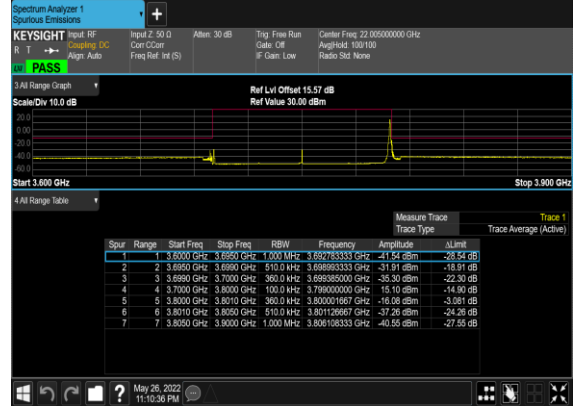 Spectrum Analyzer 1
Spurious Emissions
+
KEYSIGHT Input: RF Input Z: 50 Ω Atten: 30 dB Trig: Free Run Center Freq: 22.005000000 GHz
R T Coupling: DC Corr CCorr Gate: Off Avg|Hold: 100/100
Align: Auto Freq Ref: Int (S) IF Gain: Low Radio Std: None
PASS
3 All Range Graph
Ref Lvl Offset 15.57 dB
Scale/Div 10.0 dB Ref Value 30.00 dBm
20.0
0.00
-20.0
-40.0
-60.0
Start 3.600 GHz Stop 3.900 GHz
4 All Range Table
Measure Trace Trace 1
Trace Type Trace Average (Active)
Spur Range Start Freq Stop Freq RBW Frequency Amplitude ΔLimit
1 1 3.6000 GHz 3.6950 GHz 1.000 MHz 3.692783333 GHz -41.54 dBm -28.54 dB
2 2 3.6950 GHz 3.6990 GHz 510.0 kHz 3.698993333 GHz -31.91 dBm -18.91 dB
3 3 3.6990 GHz 3.7000 GHz 360.0 kHz 3.699385000 GHz -35.30 dBm -22.30 dB
4 4 3.7000 GHz 3.8000 GHz 100.0 kHz 3.799000000 GHz 15.10 dBm -14.90 dB
5 5 3.8000 GHz 3.8010 GHz 360.0 kHz 3.800001667 GHz -16.08 dBm -3.081 dB
6 6 3.8010 GHz 3.8050 GHz 510.0 kHz 3.801126667 GHz -37.26 dBm -24.26 dB
7 7 3.8050 GHz 3.9000 GHz 1.000 MHz 3.806108333 GHz -40.55 dBm -27.55 dB
? May 26, 2022
11:10:36 PM